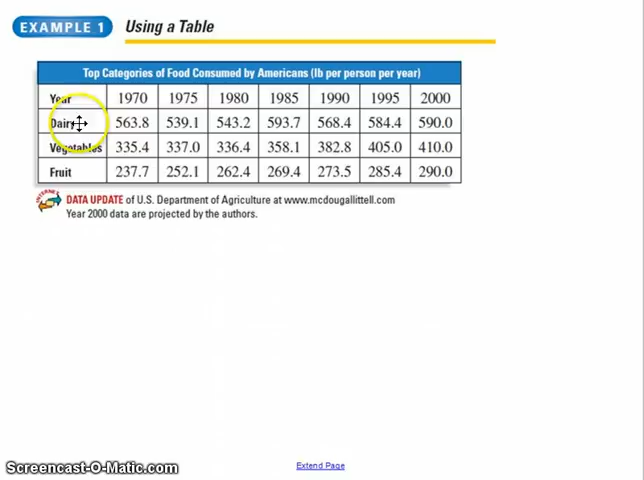 EXAMPLE 1 Using a Table
Top Categories of Food Consumed by Americans (lb per person per year)
Year 1970 1975 1980 1985 1990 1995 2000
Dairy 563.8 539.1 543.2 593.7 568.4 584.4 590.0
Vegetables 335.4 337.0 336.4 358.1 382.8 405.0 410.0
Fruit 237.7 252.1 262.4 269.4 273.5 285.4 290.0
INTERNET DATA UPDATE of U.S. Department of Agriculture at www.mcdougallittell.com
Year 2000 data are projected by the authors.
Extend Page
Screencast-O-Matic.com